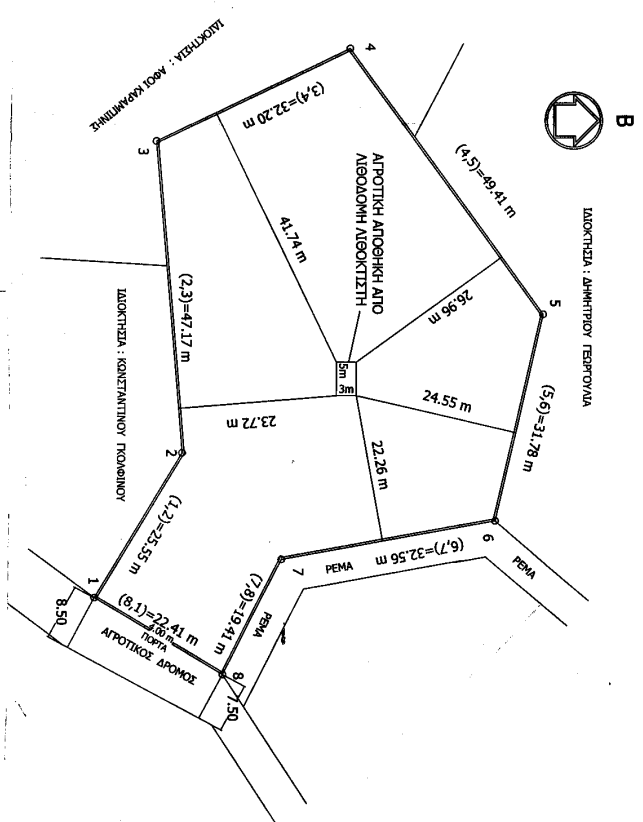 Β
ΙΔΙΟΚΤΗΣΙΑ : ΔΗΜΗΤΡΙΟΥ ΓΕΩΡΓΟΥΛΙΑ
ΙΔΙΟΚΤΗΣΙΑ : ΑΦΟΙ ΚΑΡΑΜΠΙΝΗΣ
4
(3,4)=32.20 m
3
(4,5)=49.41 m
5
ΑΓΡΟΤΙΚΗ ΑΠΟΘΗΚΗ ΑΠΟ
ΛΙΘΟΔΟΜΗ ΛΙΘΟΚΤΙΣΤΗ
41.74 m
26.96 m
5m
3m
24.55 m
(5,6)=31.78 m
23.72 m
22.26 m
(2,3)=47.17 m
ΙΔΙΟΚΤΗΣΙΑ : ΚΩΝΣΤΑΝΤΙΝΟΥ ΓΚΟΛΦΙΝΟΥ
2
(1,2)=25.55 m
6
(6,7)=32.56 m
ΡΕΜΑ
ΡΕΜΑ
7
(7,8)=19.41 m
ΡΕΜΑ
1
(8,1)=22.41 m
4.00 m
ΠΟΡΤΑ
ΑΓΡΟΤΙΚΟΣ ΔΡΟΜΟΣ
8
8.50
7.50